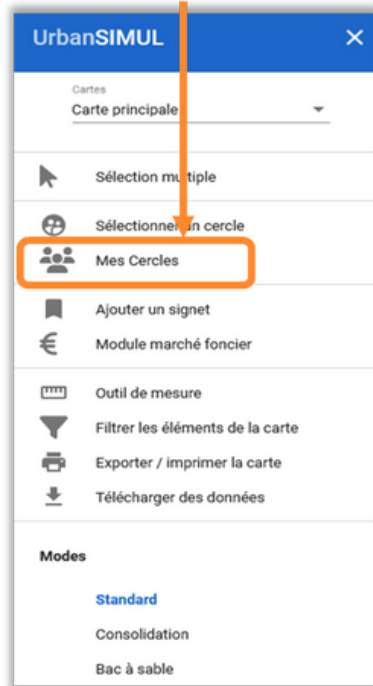 UrbanSIMUL
Cartes
Carte principale
Sélection multiple
Sélectionner un cercle
Mes Cercles
Ajouter un signet
Module marché foncier
Outil de mesure
Filtrer les éléments de la carte
Exporter / imprimer la carte
Télécharger des données
Modes
Standard
Consolidation
Bac à sable